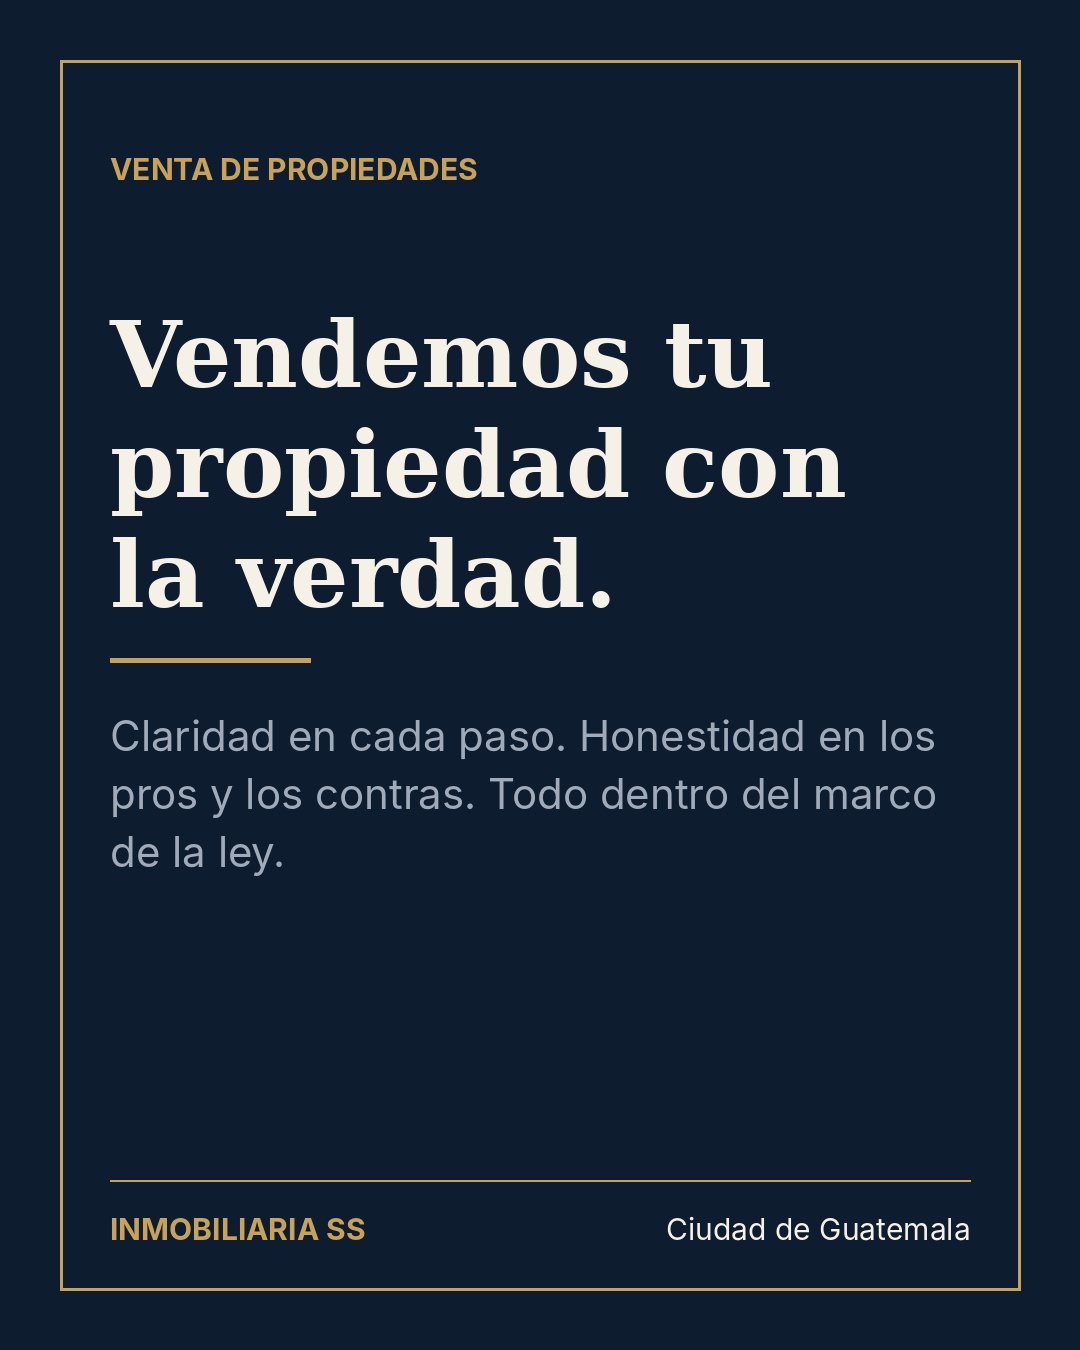 VENTA DE PROPIEDADES
Vendemos tu
propiedad con
la verdad.
Claridad en cada paso. Honestidad en los
pros y los contras. Todo dentro del marco
de la ley.
INMOBILIARIA SS
Ciudad de Guatemala